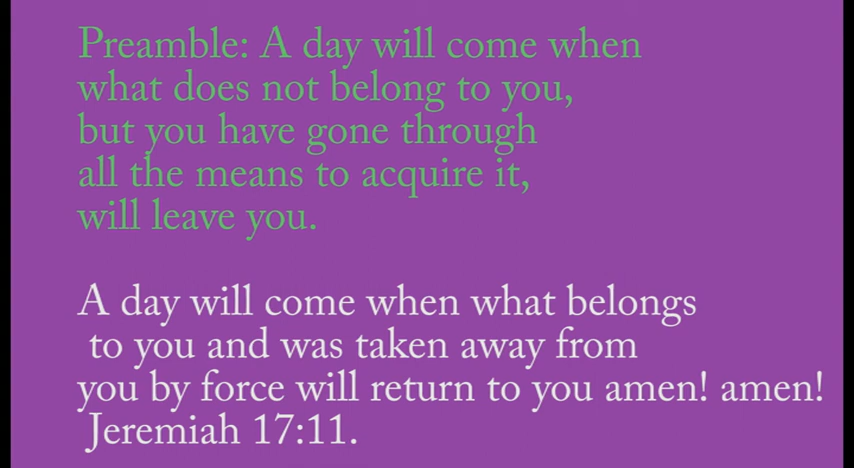 Preamble: A day will come when
what does not belong to you,
but you have gone through
all the means to acquire it,
will leave you.
A day will come when what belongs
to you and was taken away from
you by force will return to you amen! amen!
Jeremiah 17:11.